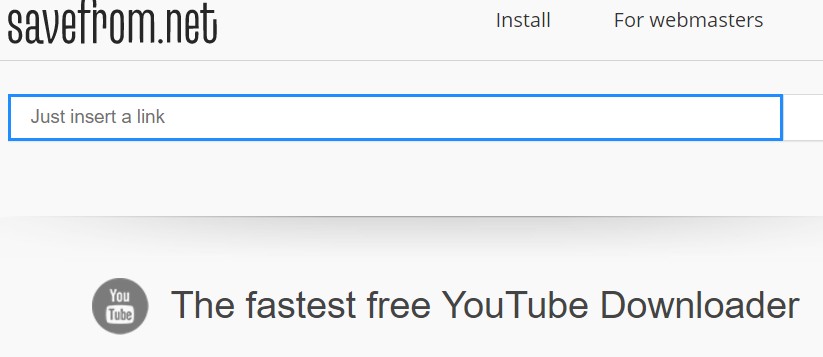 savefrom.net
Install
For webmasters
Just insert a link
You
Tube
The fastest free YouTube Downloader